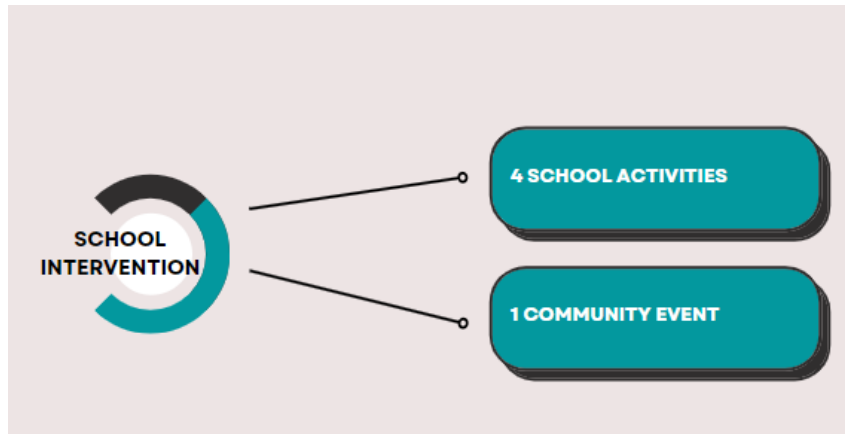 SCHOOL
INTERVENTION
4 SCHOOL ACTIVITIES
1 COMMUNITY EVENT